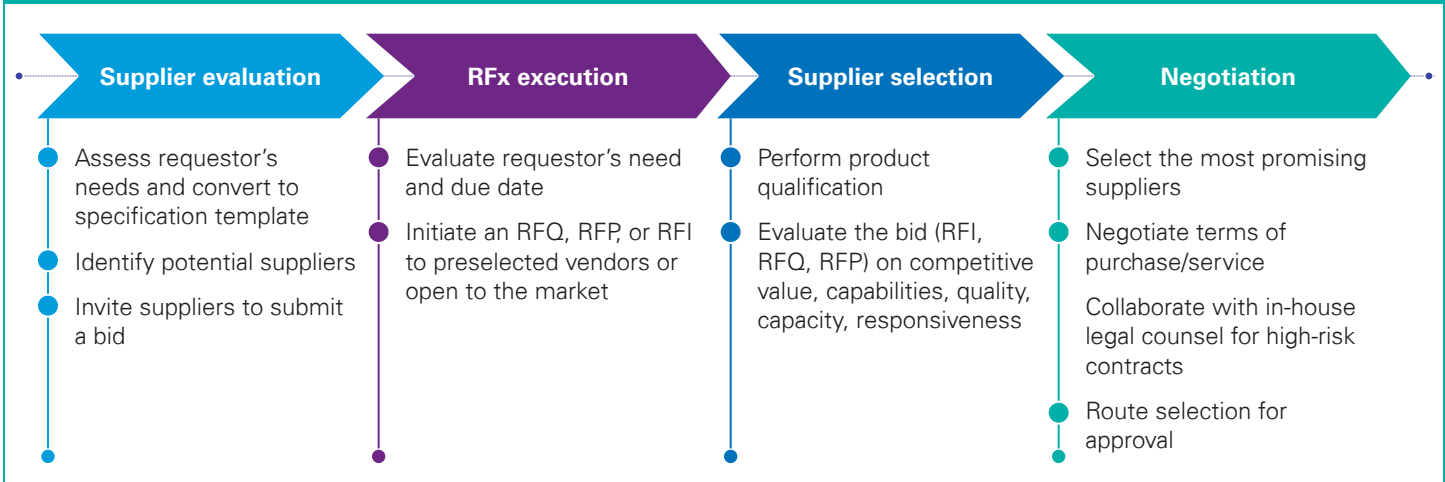 Supplier evaluation
Assess requestor’s
needs and convert to
specification template
Identify potential suppliers
Invite suppliers to submit
a bid
RFx execution
Evaluate requestor’s need
and due date
Initiate an RFQ, RFP, or RFI
to preselected vendors or
open to the market
Supplier selection
Perform product
qualification
Evaluate the bid (RFI,
RFQ, RFP) on competitive
value, capabilities, quality,
capacity, responsiveness
Negotiation
Select the most promising
suppliers
Negotiate terms of
purchase/service
Collaborate with in-house
legal counsel for high-risk
contracts
Route selection for
approval